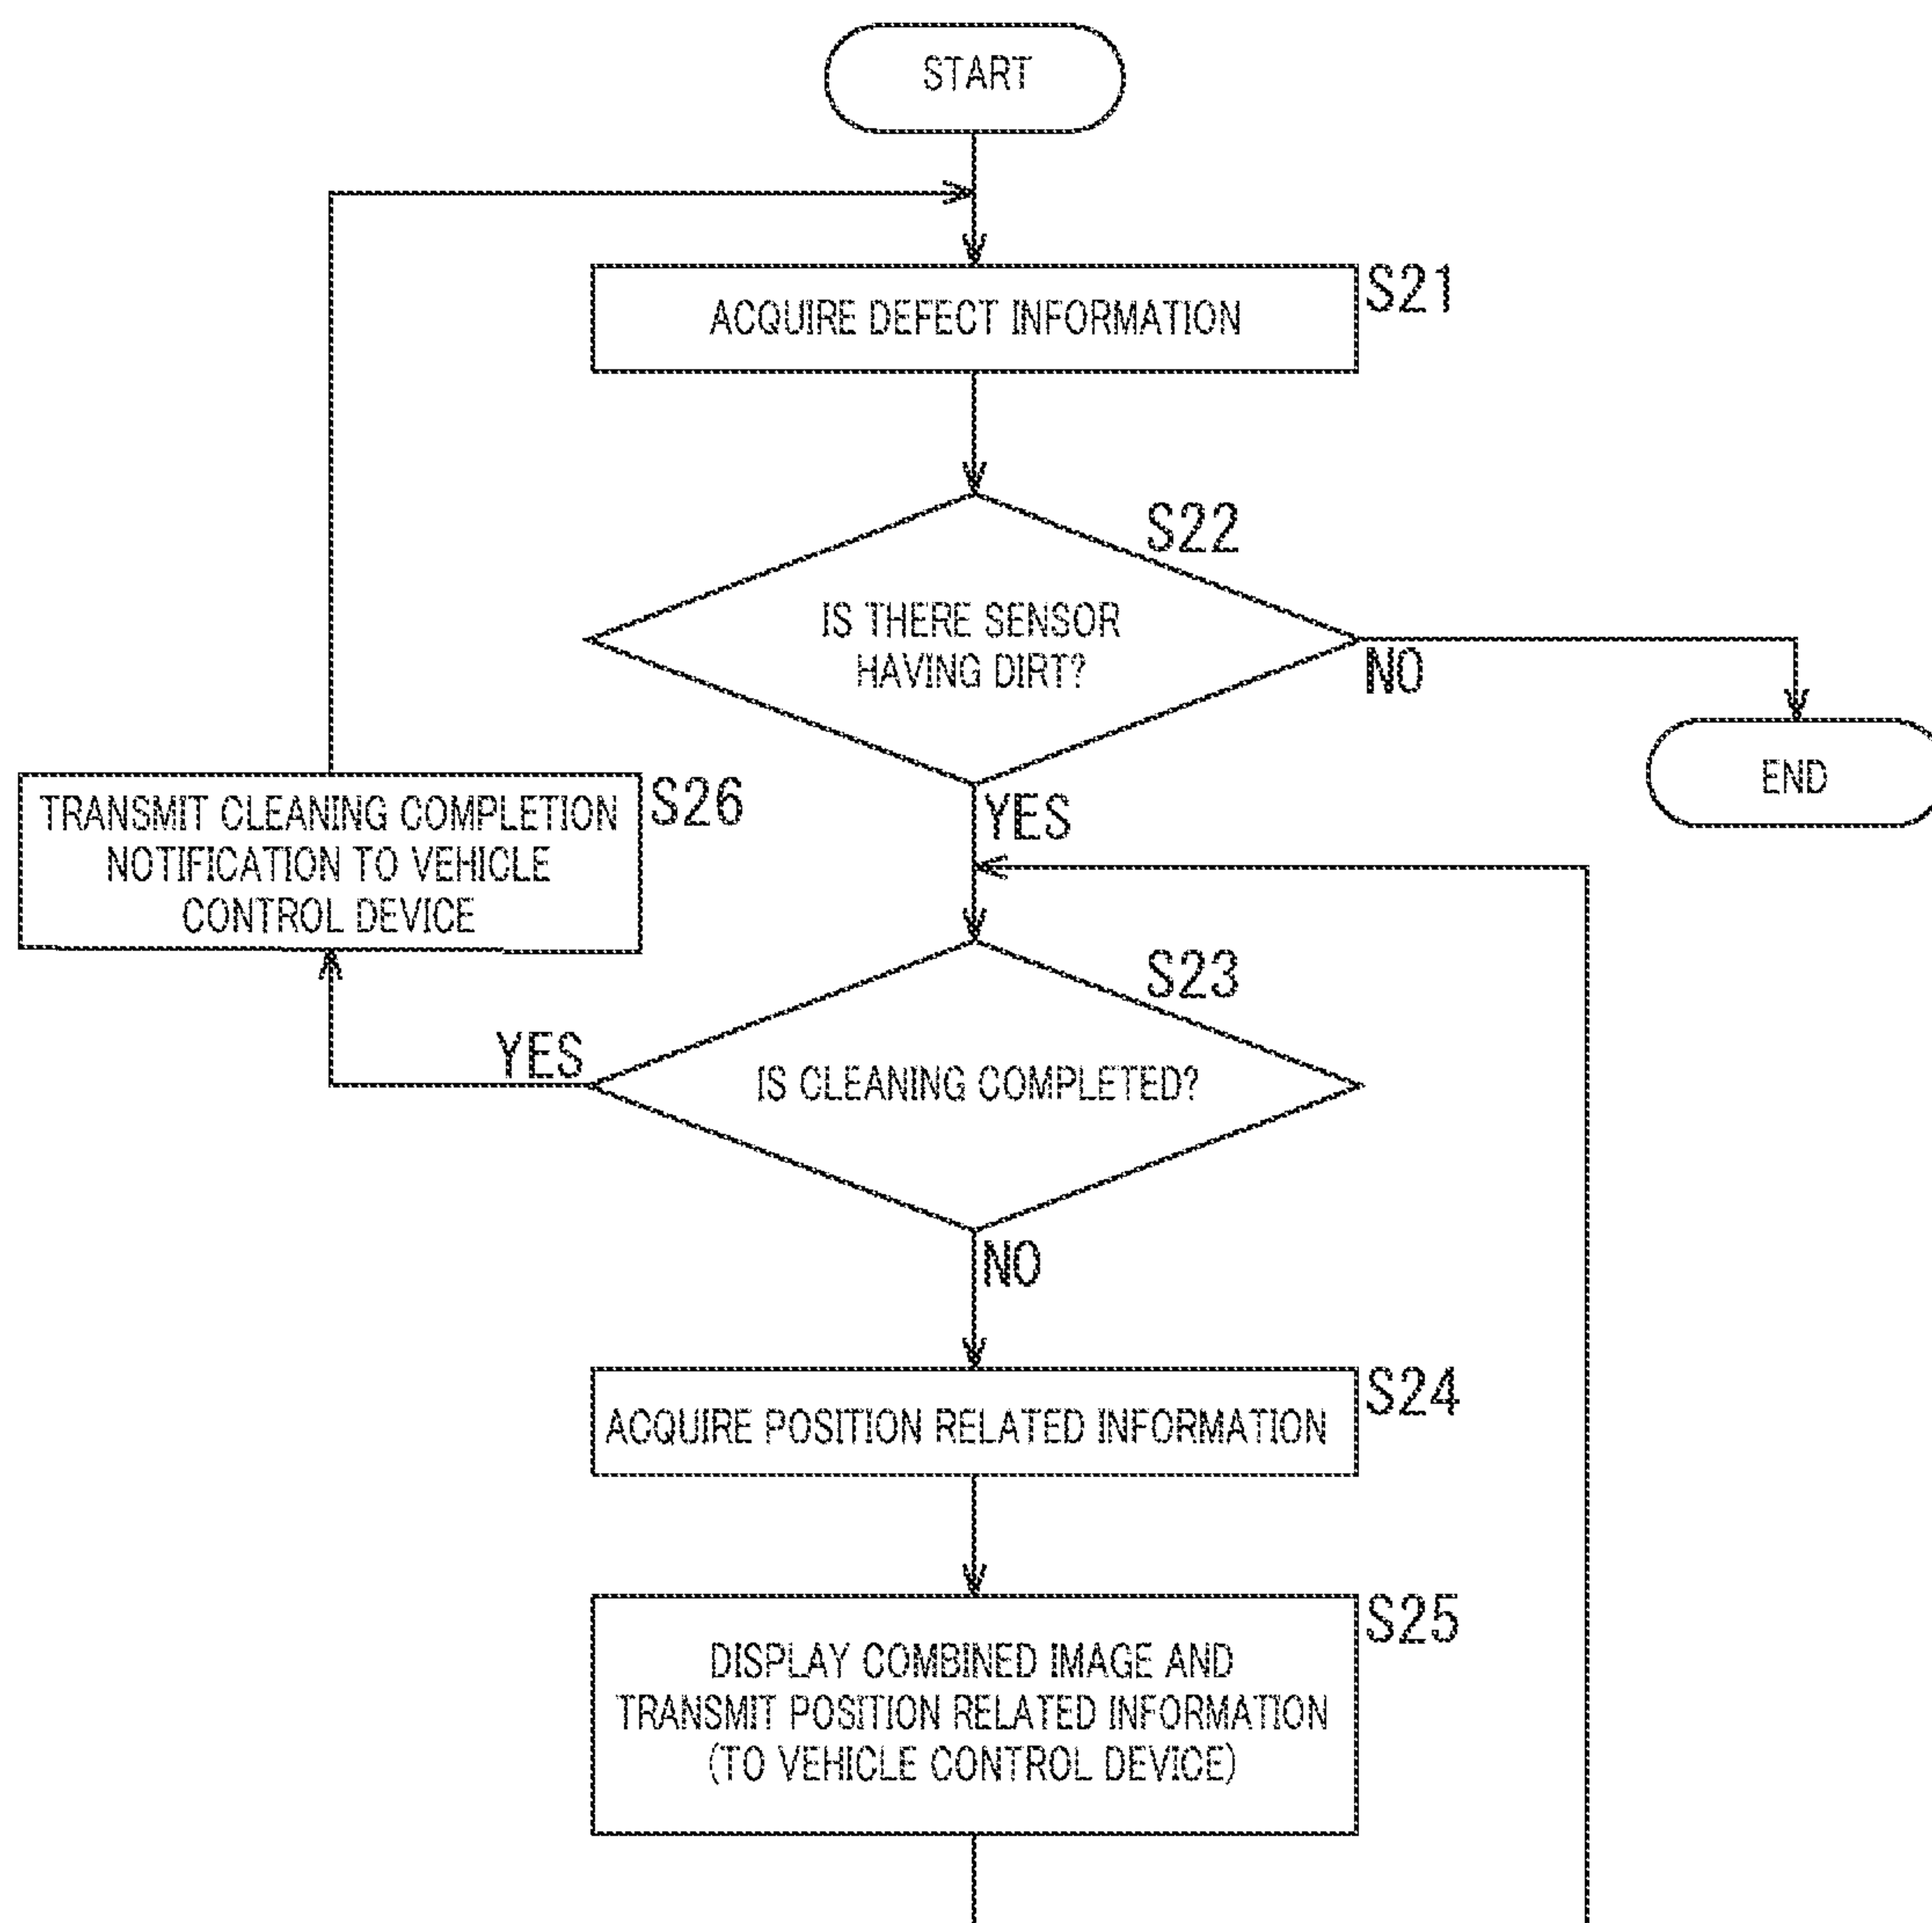 START
ACQUIRE DEFECT INFORMATION
S21
S22
IS THERE SENSOR
HAVING DIRT?
NO
END
YES
TRANSMIT CLEANING COMPLETION
NOTIFICATION TO VEHICLE
CONTROL DEVICE
S26
S23
YES
IS CLEANING COMPLETED?
NO
ACQUIRE POSITION RELATED INFORMATION
S24
S25
DISPLAY COMBINED IMAGE AND
TRANSMIT POSITION RELATED INFORMATION
(TO VEHICLE CONTROL DEVICE)